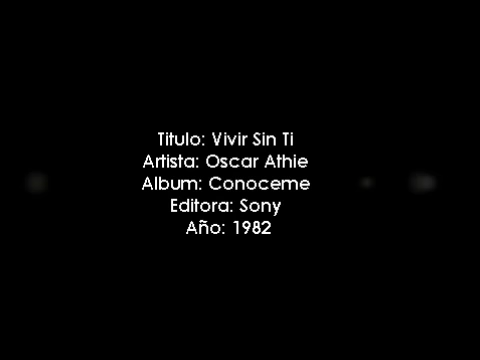 Titulo: Vivir Sin Ti
Artista: Oscar Athie
Album: Conoceme
Editora: Sony
Año: 1982